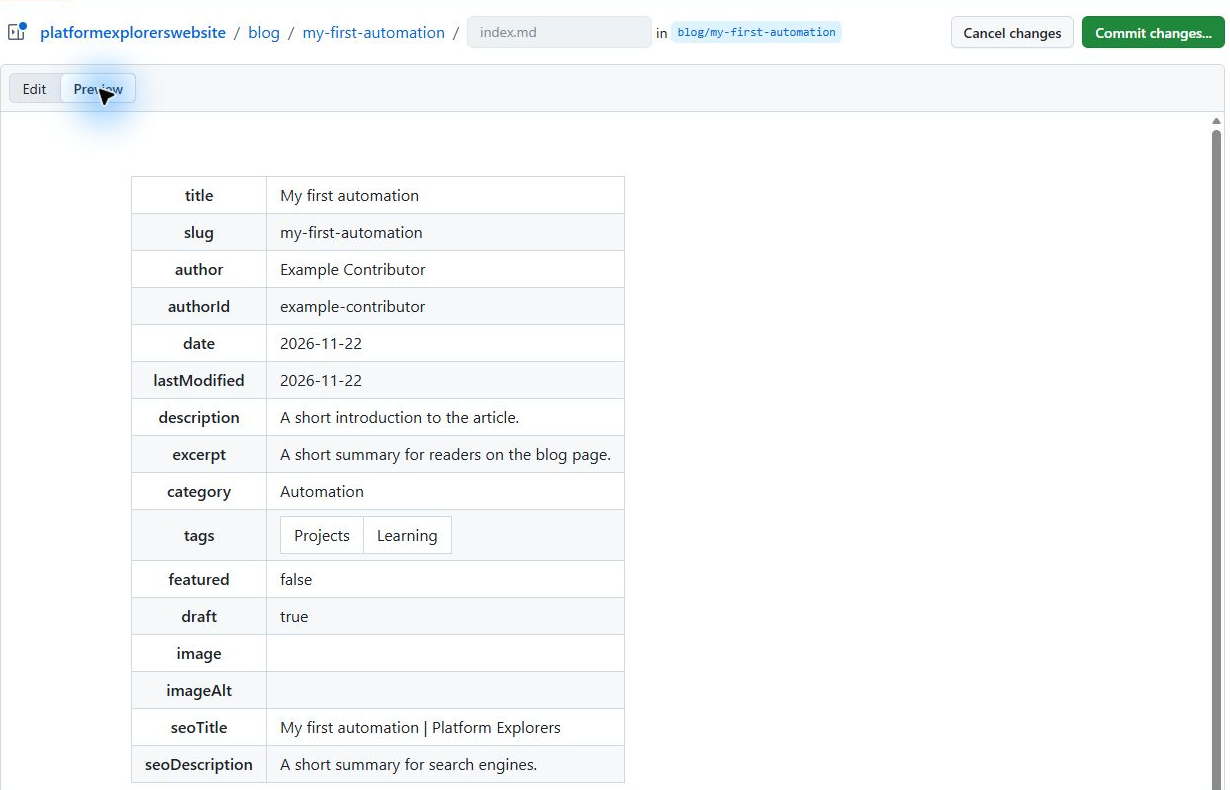 platformexplorerswebsite / blog / my-first-automation / index.md in blog/my-first-automation Cancel changes Commit changes...
Edit Preview
title My first automation
slug my-first-automation
author Example Contributor
authorId example-contributor
date 2026-11-22
lastModified 2026-11-22
description A short introduction to the article.
excerpt A short summary for readers on the blog page.
category Automation
tags Projects Learning
featured false
draft true
image
imageAlt
seoTitle My first automation | Platform Explorers
seoDescription A short summary for search engines.